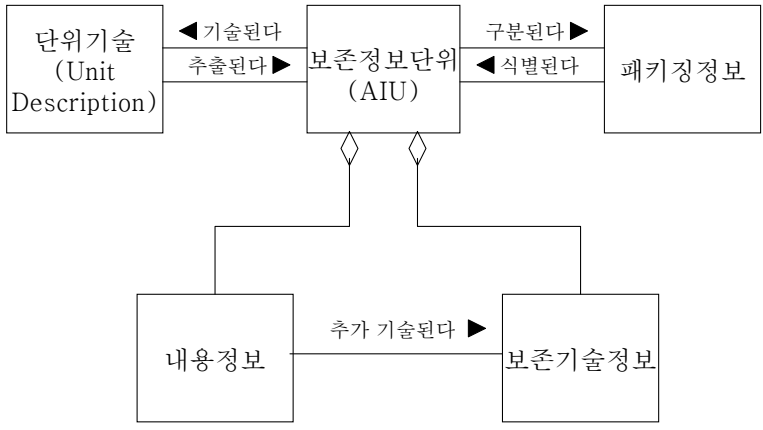 단위기술
(Unit
Description)
◀기술된다
추출된다▶
보존정보단위
(AIU)
구분된다▶
◀식별된다
패키징정보
내용정보
추가 기술된다 ▶
보존기술정보